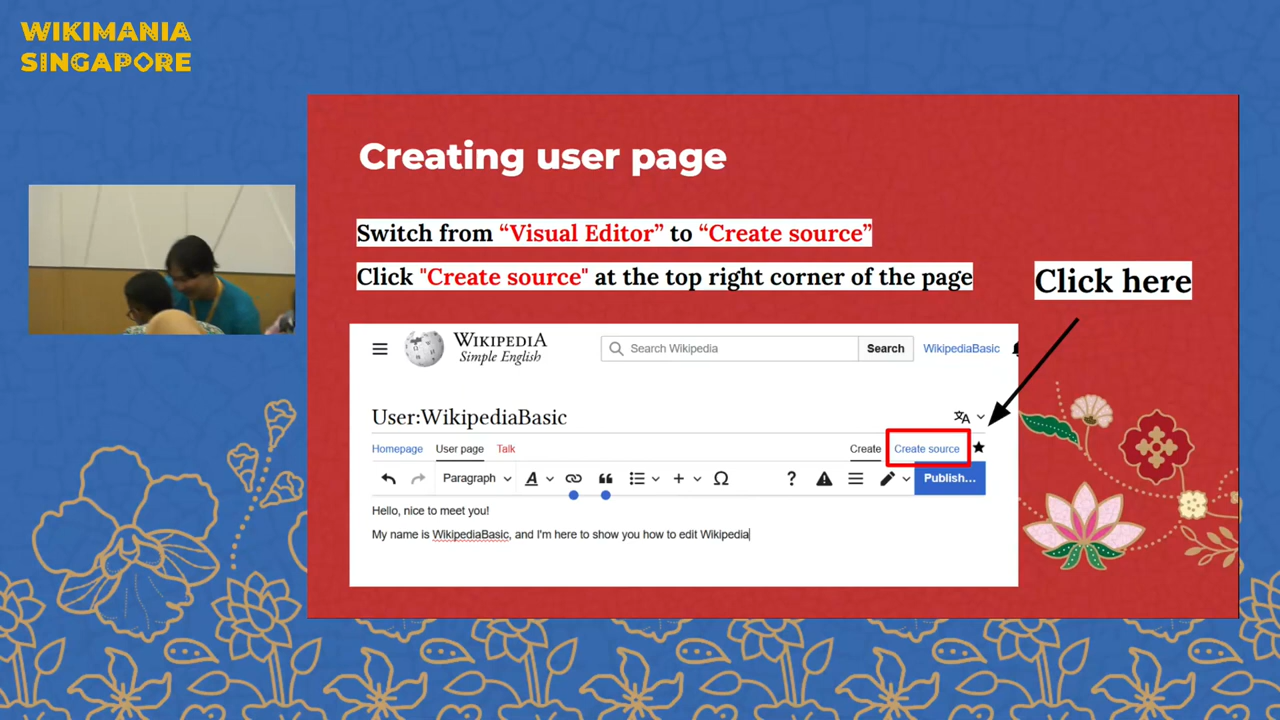 WIKIMANIA
SINGAPORE
Creating user page
Switch from “Visual Editor” to “Create source”
Click "Create source" at the top right corner of the page
Click here
WIKIPEDIA
Simple English
Search Wikipedia
Search
WikipediaBasic
User:WikipediaBasic
Homepage User page Talk
Create Create source
Paragraph A + Ω ? Publish...
Hello, nice to meet you!
My name is WikipediaBasic, and I'm here to show you how to edit Wikipedia